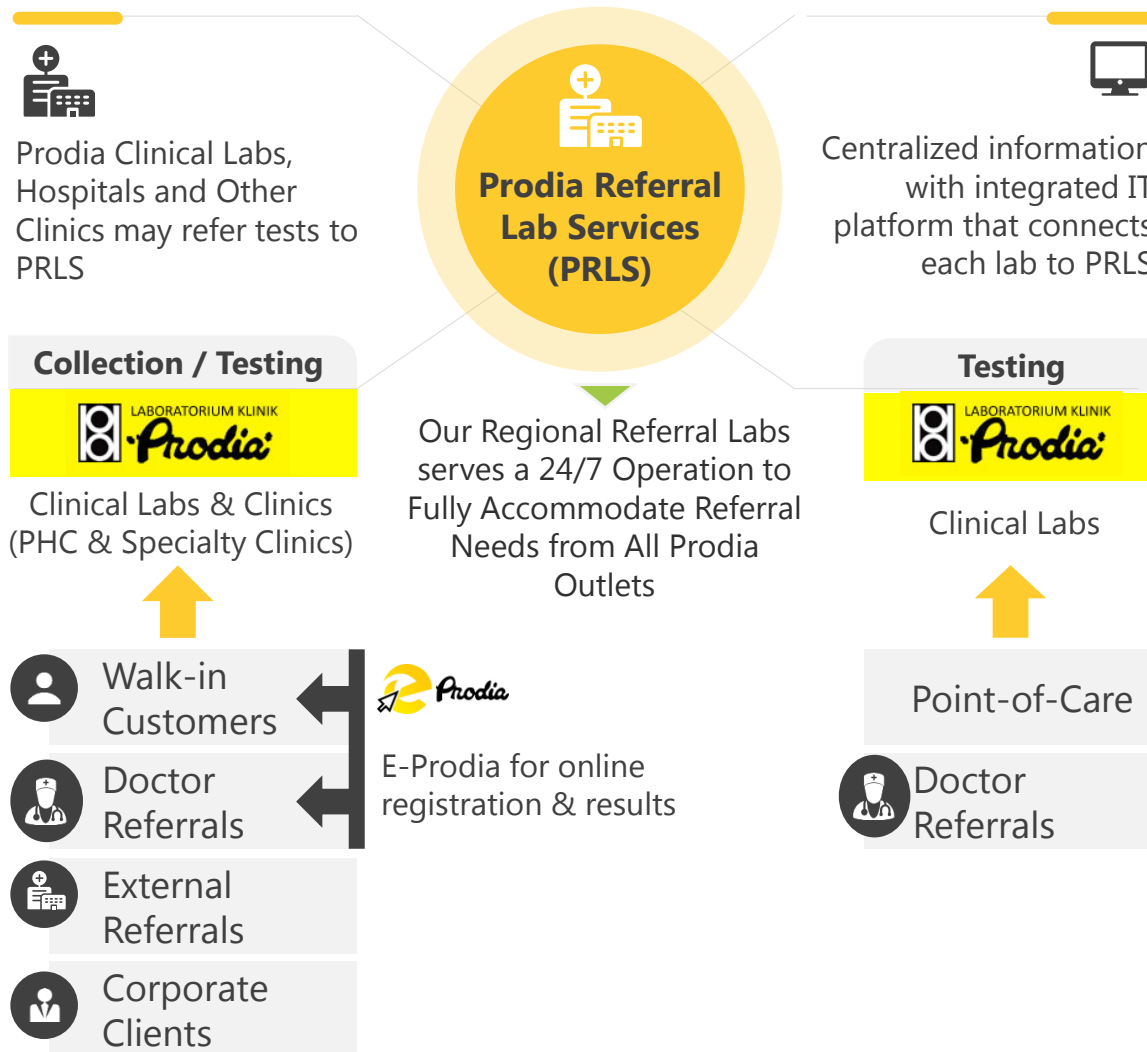 Prodia Clinical Labs,
Hospitals and Other
Clinics may refer tests to
PRLS
Prodia Referral
Lab Services
(PRLS)
Centralized information
with integrated IT
platform that connects
each lab to PRLS
Collection / Testing
LABORATORIUM KLINIK
Prodia
Clinical Labs & Clinics
(PHC & Specialty Clinics)
Our Regional Referral Labs
serves a 24/7 Operation to
Fully Accommodate Referral
Needs from All Prodia
Outlets
Testing
LABORATORIUM KLINIK
Prodia
Clinical Labs
Walk-in
Customers
Doctor
Referrals
External
Referrals
Corporate
Clients
e Prodia
E-Prodia for online
registration & results
Point-of-Care
Doctor
Referrals